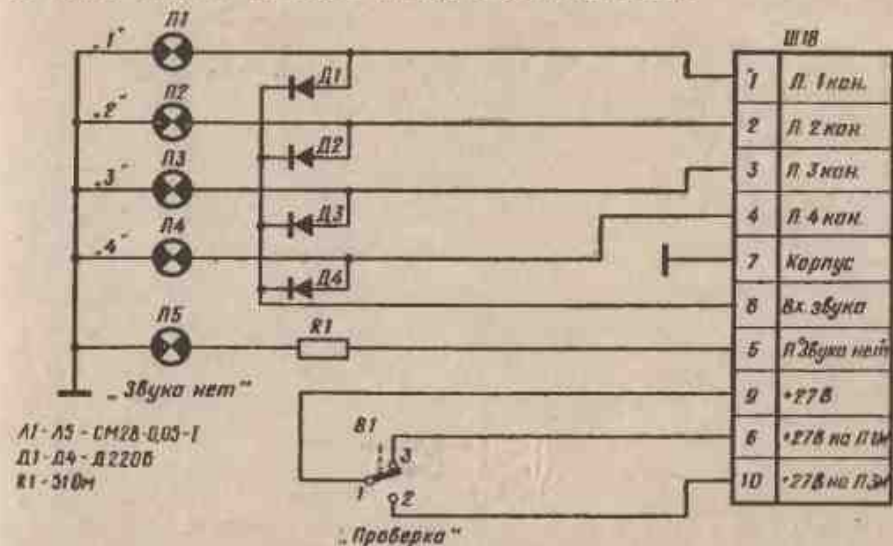 Ш18
„1“
Л1
1 Л. 1 кан.
Д1
„2“
Л2
2 Л. 2 кан.
Д2
„3“
Л3
3 Л. 3 кан.
Д3
„4“
Л4
4 Л. 4 кан.
7 Корпус
Д4
8 Вх. звука
Л5
R1
5 Л „Звука нет“
„Звука нет“
9 +27В
Л1-Л5-СМ28-0,05-1
Д1-Д4-Д220Б
R1-51Ом
В1
3
6 +27В на
1
2
10 +27В на
„Проверка“